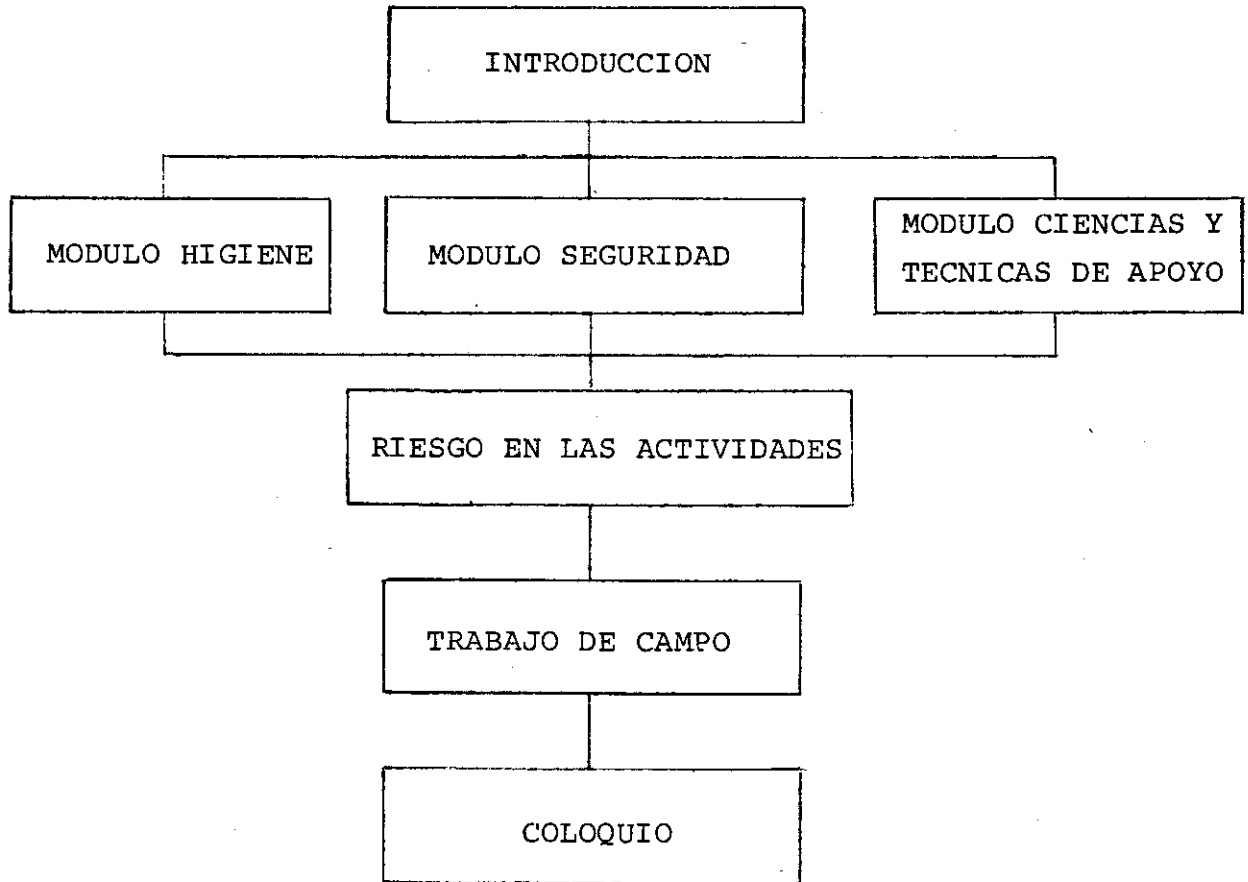 INTRODUCCION
MODULO HIGIENE
MODULO SEGURIDAD
MODULO CIENCIAS Y
TECNICAS DE APOYO
RIESGO EN LAS ACTIVIDADES
TRABAJO DE CAMPO
COLOQUIO